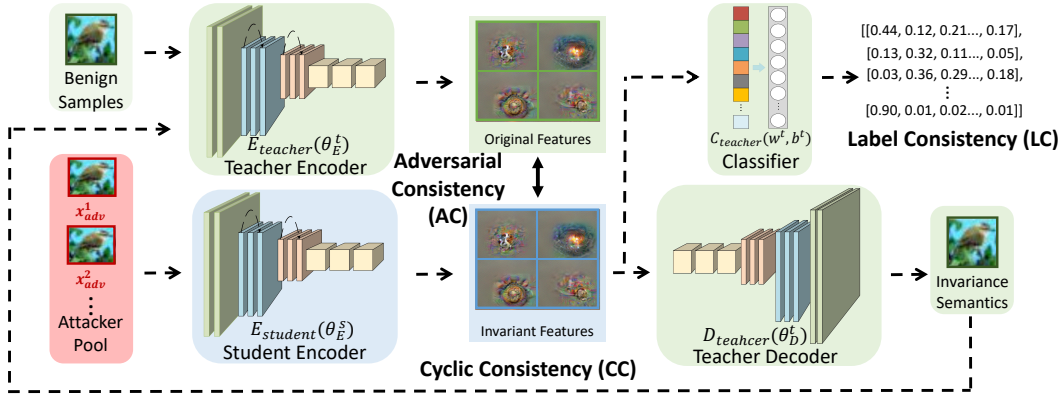 Benign
Samples
E_teacher(θ_E^t)
Teacher Encoder
Original Features
Adversarial
Consistency
(AC)
x_adv^1
x_adv^2
⋮
Attacker
Pool
E_student(θ_E^s)
Student Encoder
Invariant Features
C_teacher(w^t, b^t)
Classifier
[[0.44, 0.12, 0.21..., 0.17],
[0.13, 0.32, 0.11..., 0.05],
[0.03, 0.36, 0.29..., 0.18],
⋮
[0.90, 0.01, 0.02..., 0.01]]
Label Consistency (LC)
D_teahcer(θ_D^t)
Teacher Decoder
Invariance
Semantics
Cyclic Consistency (CC)